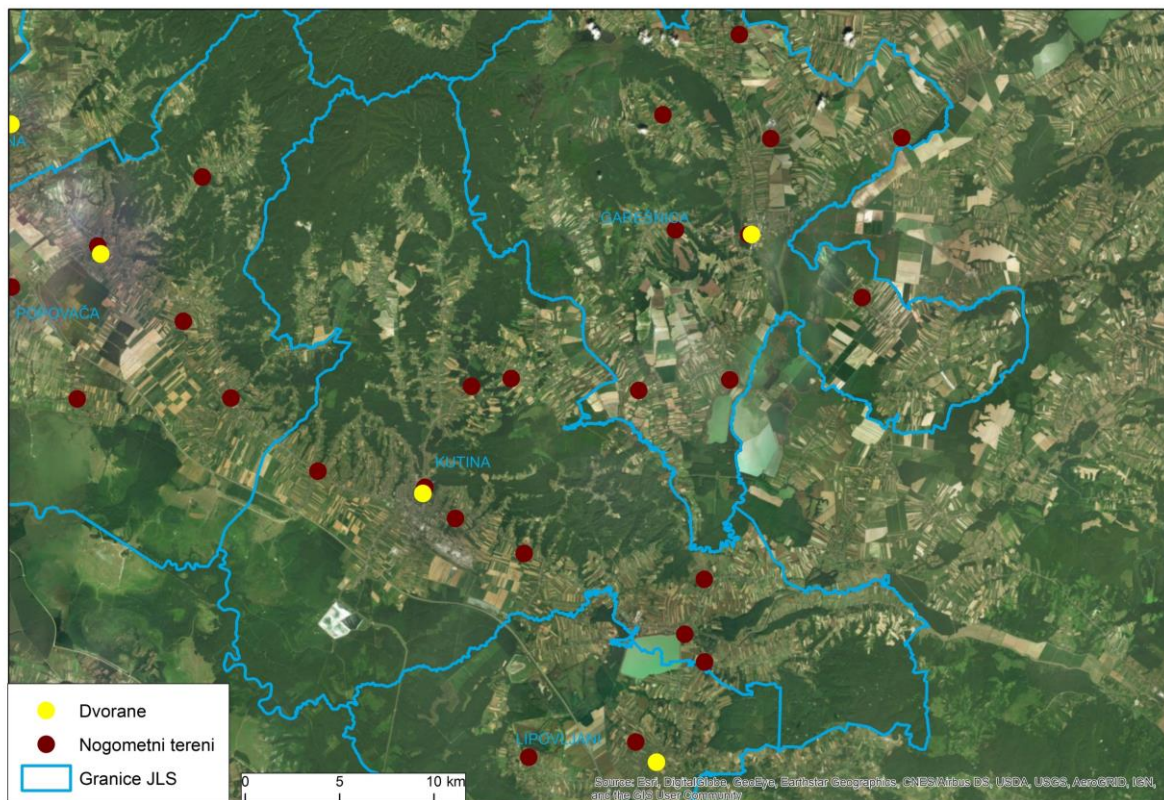 NA
GAREŠNICA
POPOVAČA
KUTINA
LIPOVLJANI
Dvorane
Nogometni tereni
Granice JLS
0 5 10 km
Source: Esri, DigitalGlobe, GeoEye, Earthstar Geographics, CNES/Airbus DS, USDA, USGS, AeroGRID, IGN,
and the GIS User Community